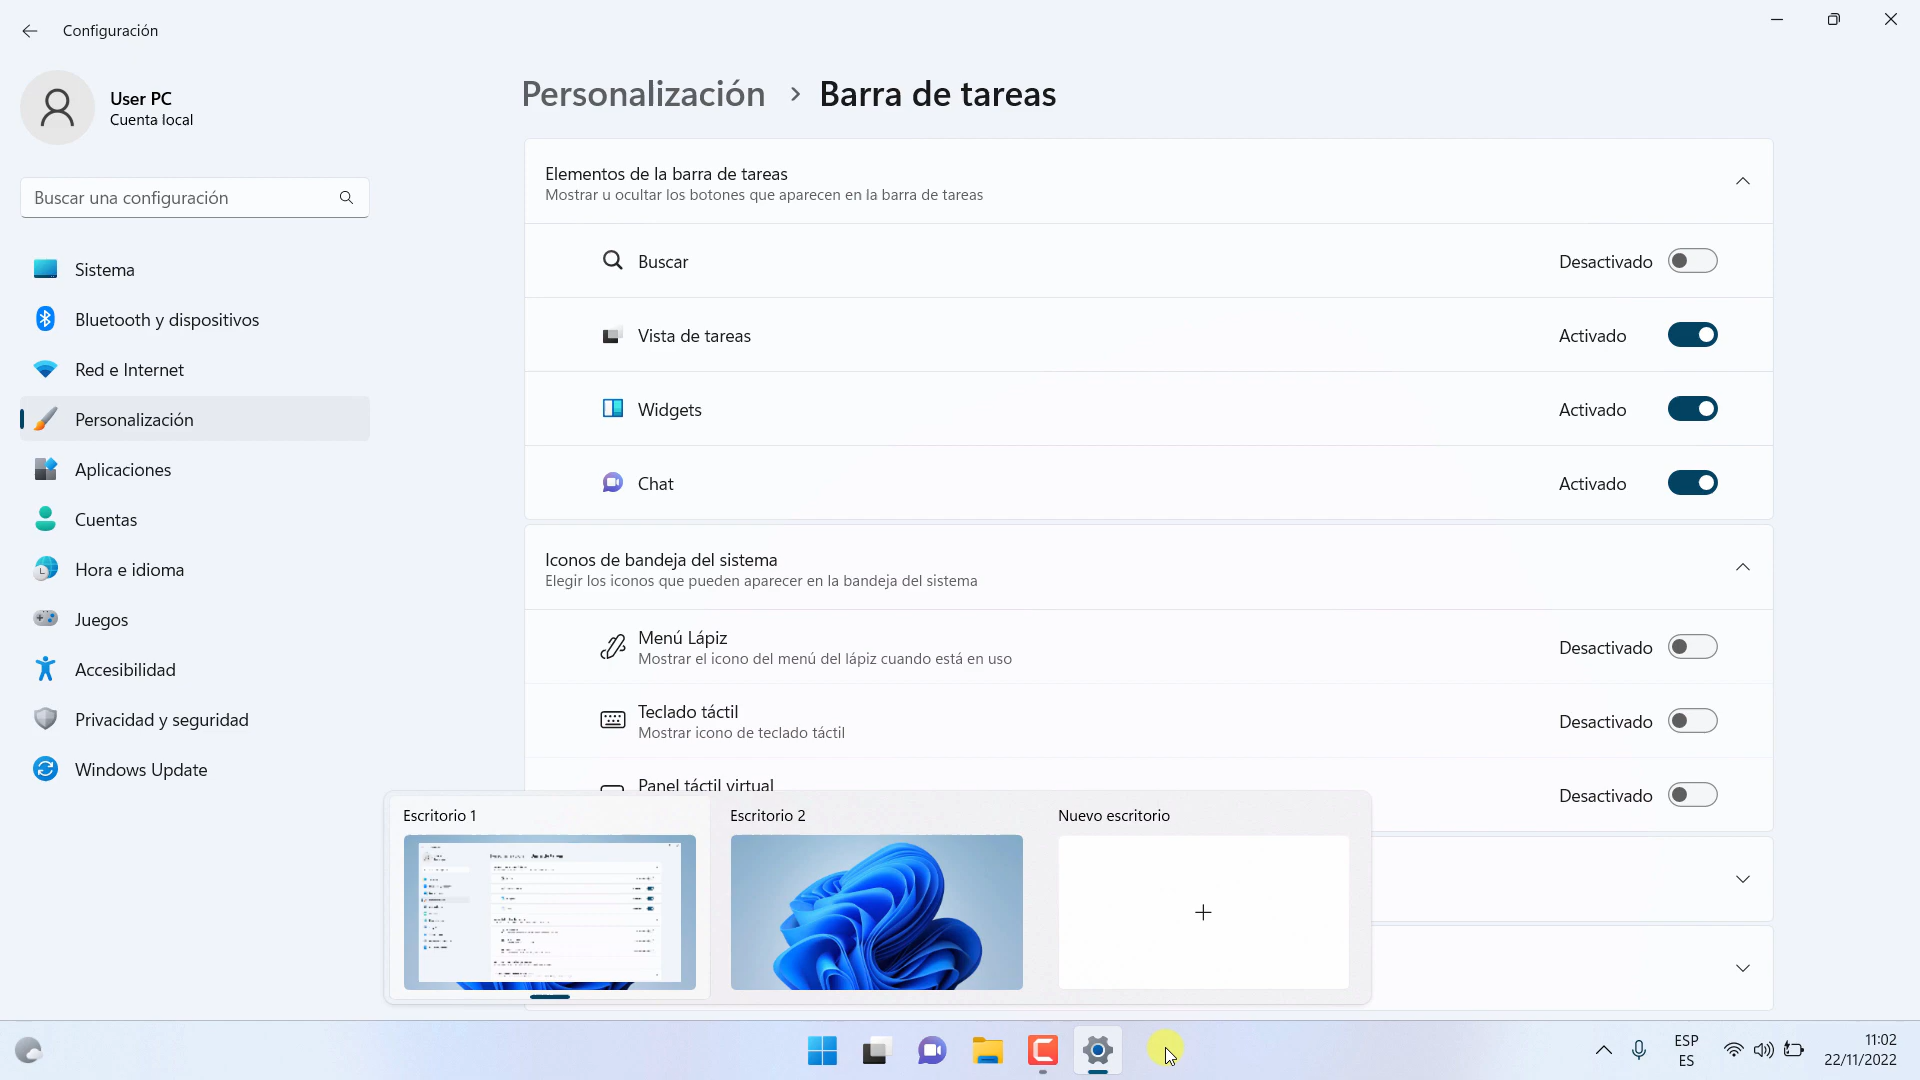 Configuración
User PC
Cuenta local
Buscar una configuración
Sistema
Bluetooth y dispositivos
Red e Internet
Personalización
Aplicaciones
Cuentas
Hora e idioma
Juegos
Accesibilidad
Privacidad y seguridad
Windows Update
Personalización > Barra de tareas
Elementos de la barra de tareas
Mostrar u ocultar los botones que aparecen en la barra de tareas
Buscar Desactivado
Vista de tareas Activado
Widgets Activado
Chat Activado
Iconos de bandeja del sistema
Elegir los iconos que pueden aparecer en la bandeja del sistema
Menú Lápiz
Mostrar el icono del menú del lápiz cuando está en uso
Desactivado
Teclado táctil
Mostrar icono de teclado táctil
Desactivado
Panel táctil virtual
Desactivado
Escritorio 1
Escritorio 2
Nuevo escritorio
ESP
ES
11:02
22/11/2022